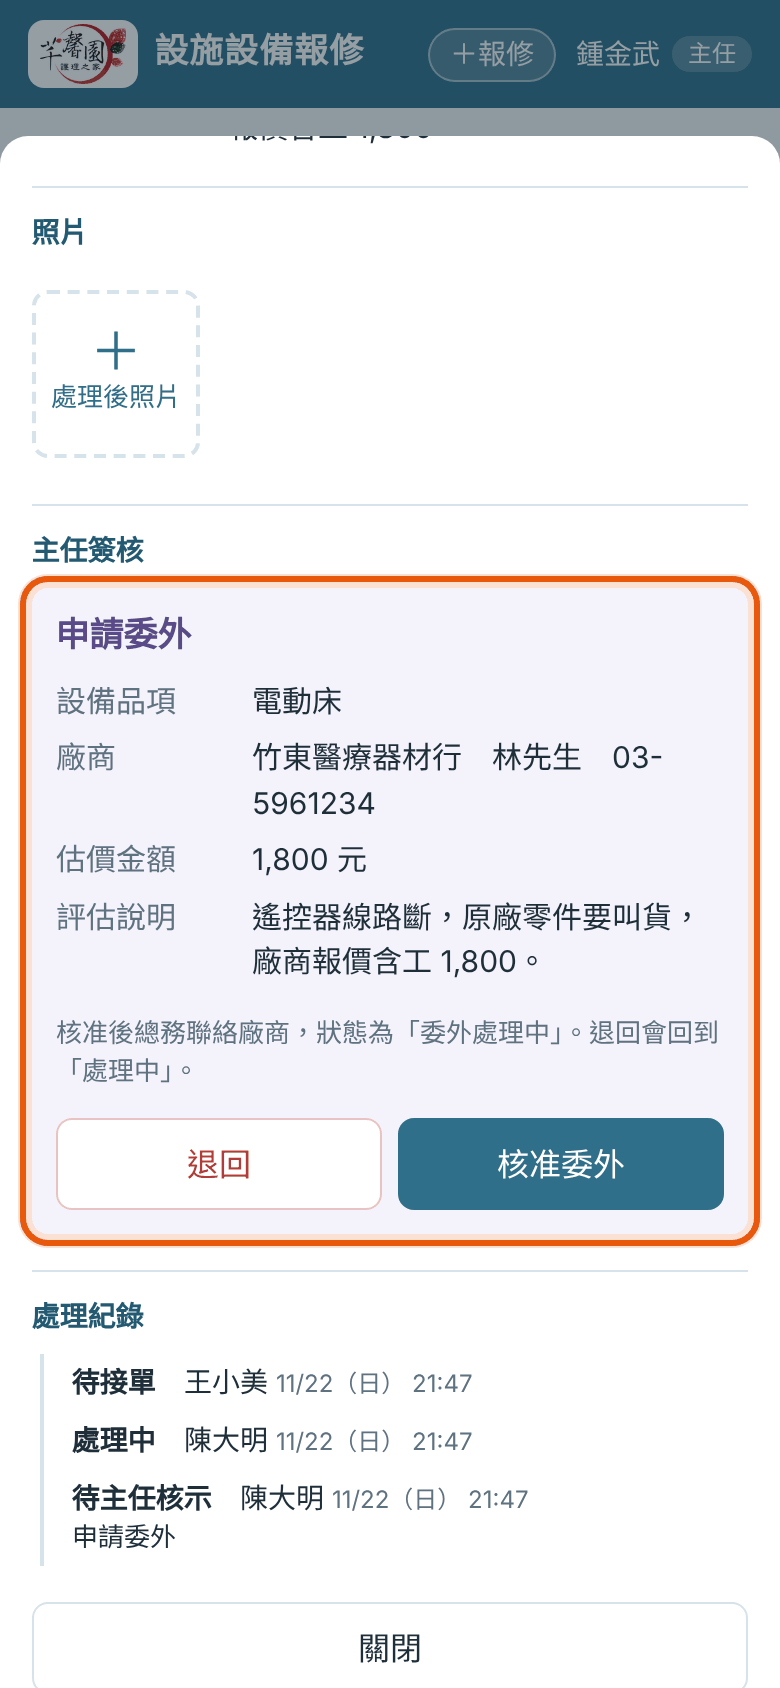 芊馨園
護理之家
設施設備報修
＋報修
鍾金武
主任
照片
＋
處理後照片
主任簽核
申請委外
設備品項 電動床
廠商 竹東醫療器材行 林先生 03-
5961234
估價金額 1,800 元
評估說明 遙控器線路斷，原廠零件要叫貨，
廠商報價含工 1,800。
核准後總務聯絡廠商，狀態為「委外處理中」。退回會回到
「處理中」。
退回
核准委外
處理紀錄
待接單 王小美 11/22（日） 21:47
處理中 陳大明 11/22（日） 21:47
待主任核示 陳大明 11/22（日） 21:47
申請委外
關閉